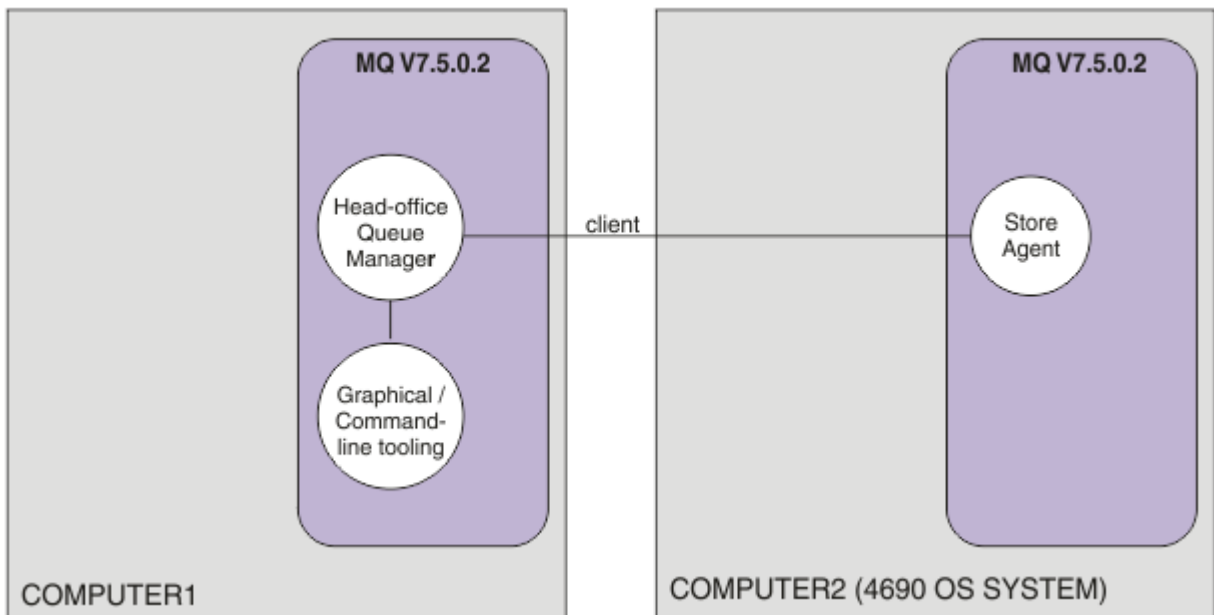 MQ V7.5.0.2
Head-office
Queue
Manager
Graphical /
Command-
line tooling
COMPUTER1
client
MQ V7.5.0.2
Store
Agent
COMPUTER2 (4690 OS SYSTEM)